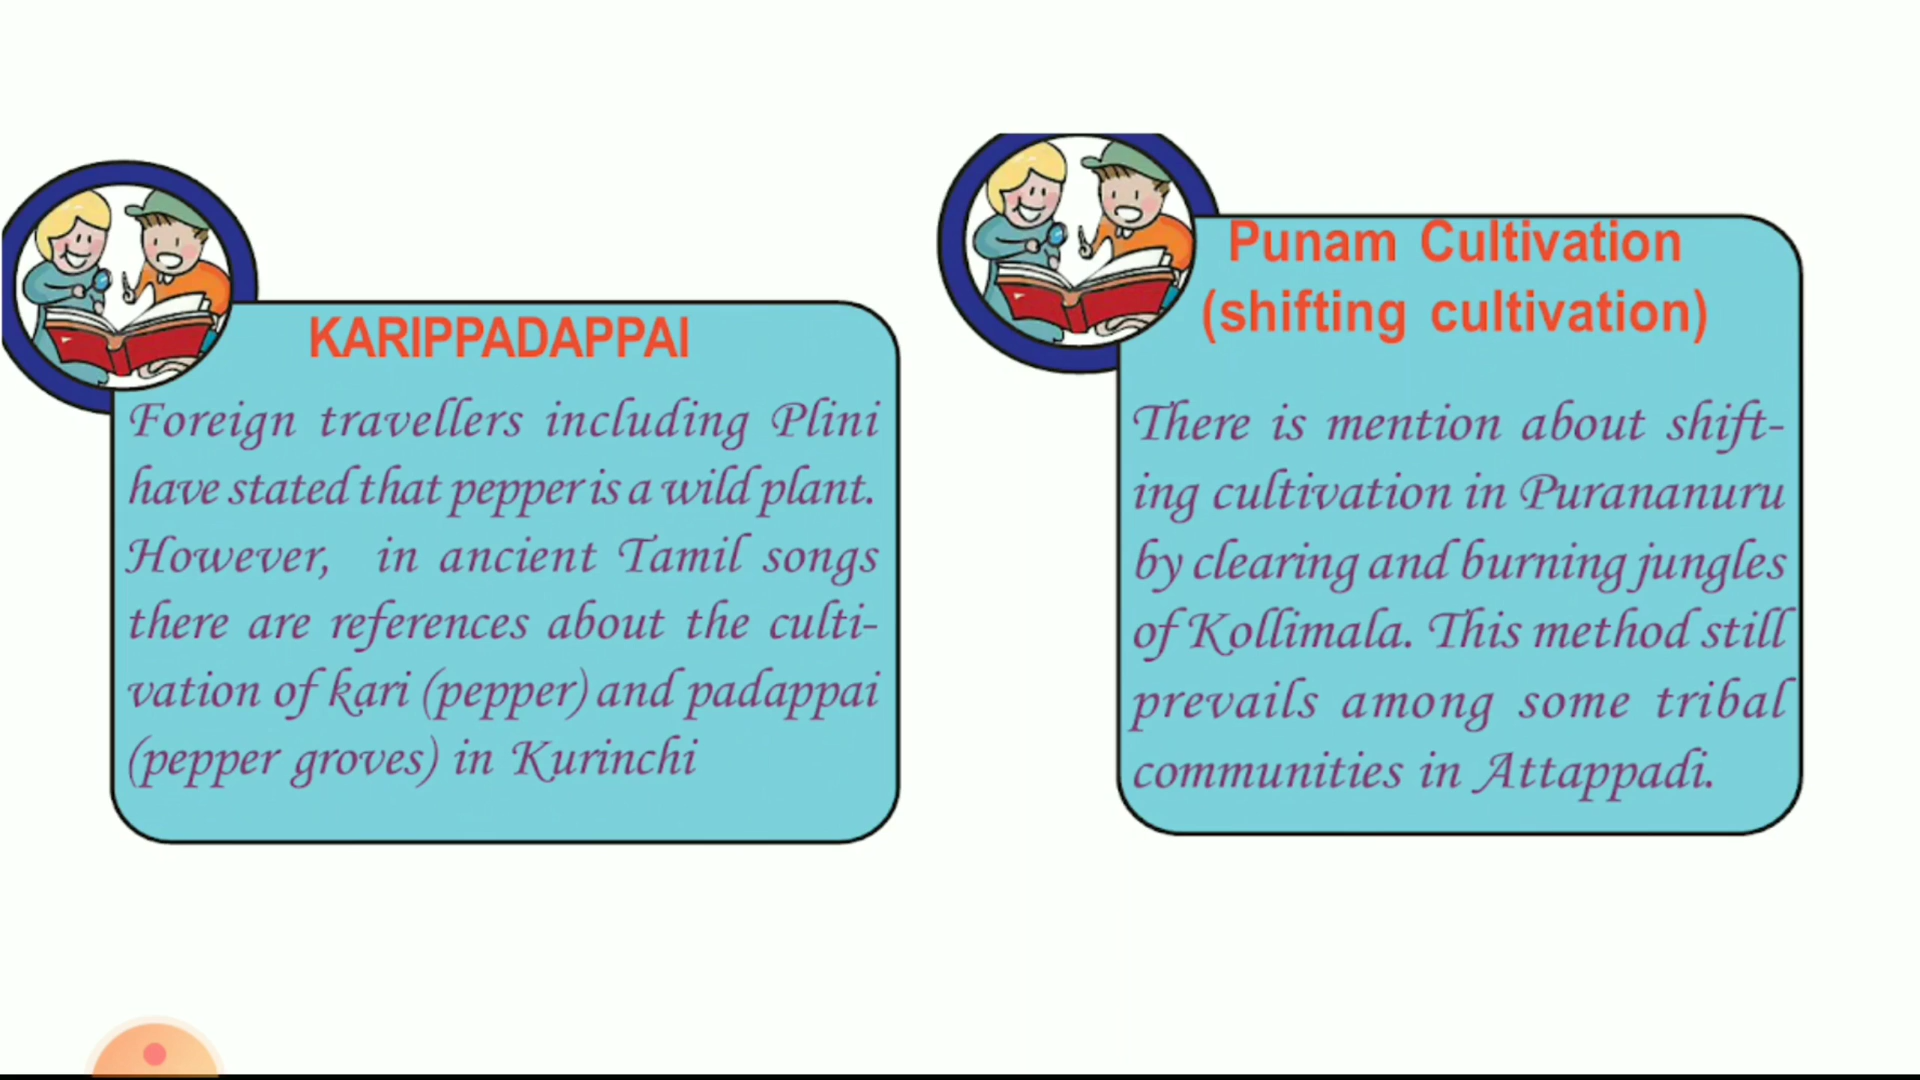 KARIPPADAPPAI
Foreign travellers including Plini
have stated that pepper is a wild plant.
However, in ancient Tamil songs
there are references about the culti-
vation of kari (pepper) and padappai
(pepper groves) in Kurinchi
Punam Cultivation
(shifting cultivation)
There is mention about shift-
ing cultivation in Purananuru
by clearing and burning jungles
of Kollimala. This method still
prevails among some tribal
communities in Attappadi.